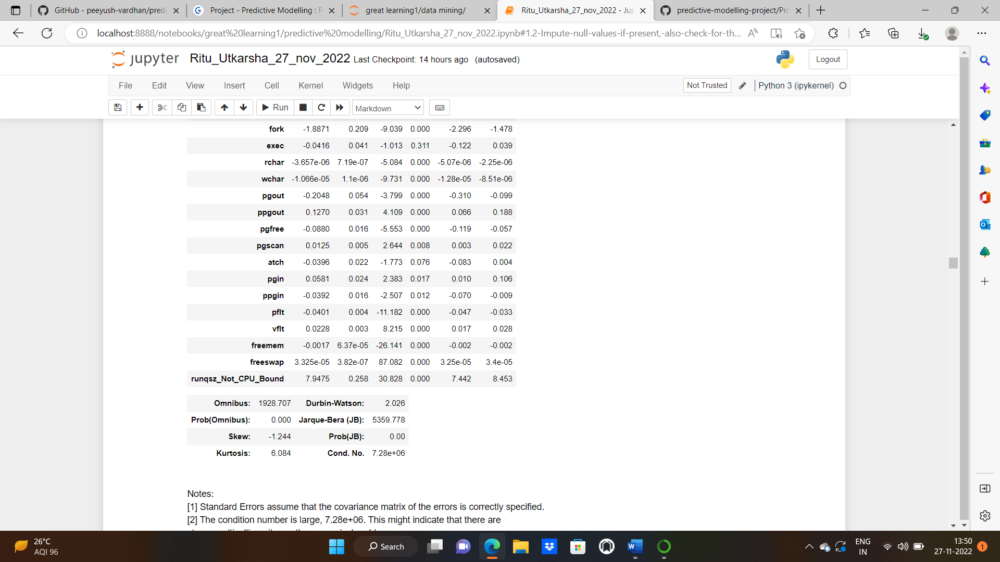 GitHub - peeyush-vardhan/predi
Project - Predictive Modelling : P
great learning1/data mining/
Ritu_Utkarsha_27_nov_2022 - Jup
predictive-modelling-project/Pro
localhost:8888/notebooks/great%20learning1/predictive%20modelling/Ritu_Utkarsha_27_nov_2022.ipynb#1.2-Impute-null-values-if-present,-also-check-for-th...
jupyter Ritu_Utkarsha_27_nov_2022 Last Checkpoint: 14 hours ago (autosaved)
Logout
File Edit View Insert Cell Kernel Widgets Help
Not Trusted Python 3 (ipykernel)
Run Markdown
fork -1.8871 0.209 -9.039 0.000 -2.296 -1.478
exec -0.0416 0.041 -1.013 0.311 -0.122 0.039
rchar -3.657e-06 7.19e-07 -5.084 0.000 -5.07e-06 -2.25e-06
wchar -1.066e-05 1.1e-06 -9.731 0.000 -1.28e-05 -8.51e-06
pgout -0.2048 0.054 -3.799 0.000 -0.310 -0.099
ppgout 0.1270 0.031 4.109 0.000 0.066 0.188
pgfree -0.0880 0.016 -5.553 0.000 -0.119 -0.057
pgscan 0.0125 0.005 2.644 0.008 0.003 0.022
atch -0.0396 0.022 -1.773 0.076 -0.083 0.004
pgin 0.0581 0.024 2.383 0.017 0.010 0.106
ppgin -0.0392 0.016 -2.507 0.012 -0.070 -0.009
pflt -0.0401 0.004 -11.182 0.000 -0.047 -0.033
vflt 0.0228 0.003 8.215 0.000 0.017 0.028
freemem -0.0017 6.37e-05 -26.141 0.000 -0.002 -0.002
freeswap 3.325e-05 3.82e-07 87.082 0.000 3.25e-05 3.4e-05
runqsz_Not_CPU_Bound 7.9475 0.258 30.828 0.000 7.442 8.453
Omnibus: 1928.707 Durbin-Watson: 2.026
Prob(Omnibus): 0.000 Jarque-Bera (JB): 5359.778
Skew: -1.244 Prob(JB): 0.00
Kurtosis: 6.084 Cond. No. 7.28e+06
Notes:
[1] Standard Errors assume that the covariance matrix of the errors is correctly specified.
[2] The condition number is large, 7.28e+06. This might indicate that there are
26°C
AQI 96
Search
ENG
IN
13:50
27-11-2022
1